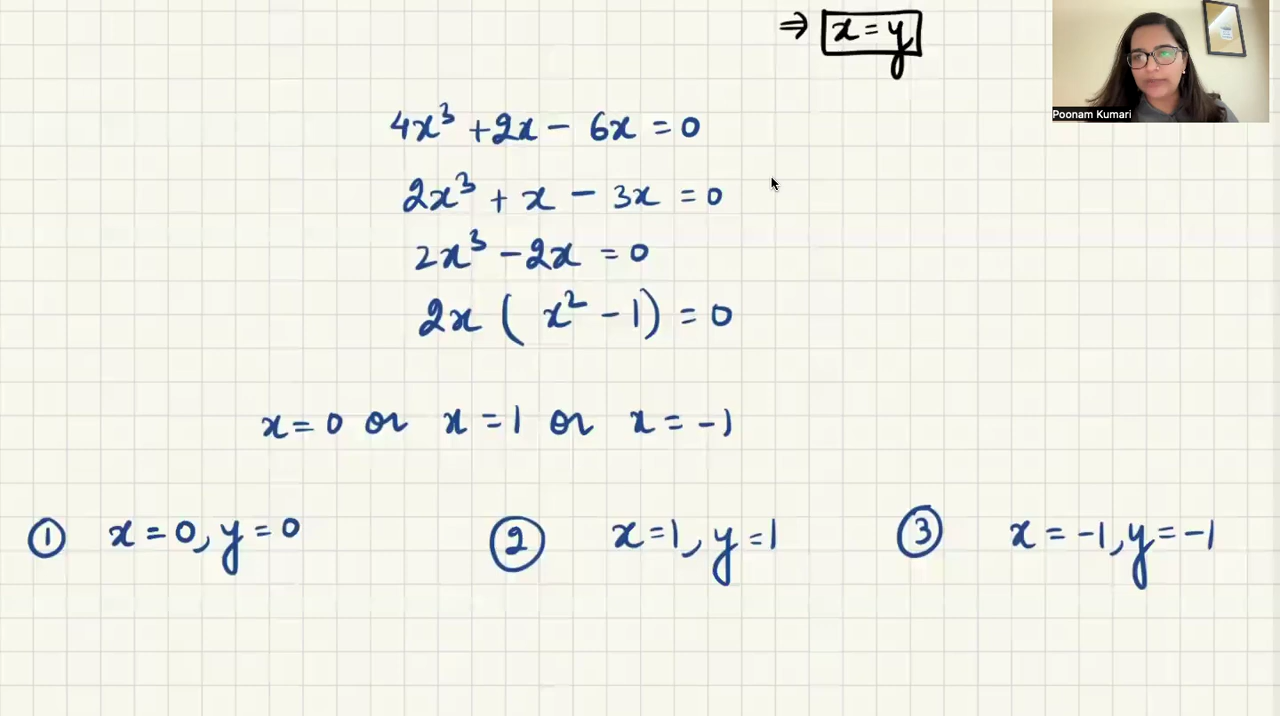 ⇒ x = y
Poonam Kumari
4x³ + 2x − 6x = 0
2x³ + x − 3x = 0
2x³ − 2x = 0
2x ( x² − 1) = 0
x = 0 or x = 1 or x = −1
① x = 0, y = 0 ② x = 1, y = 1 ③ x = −1, y = −1